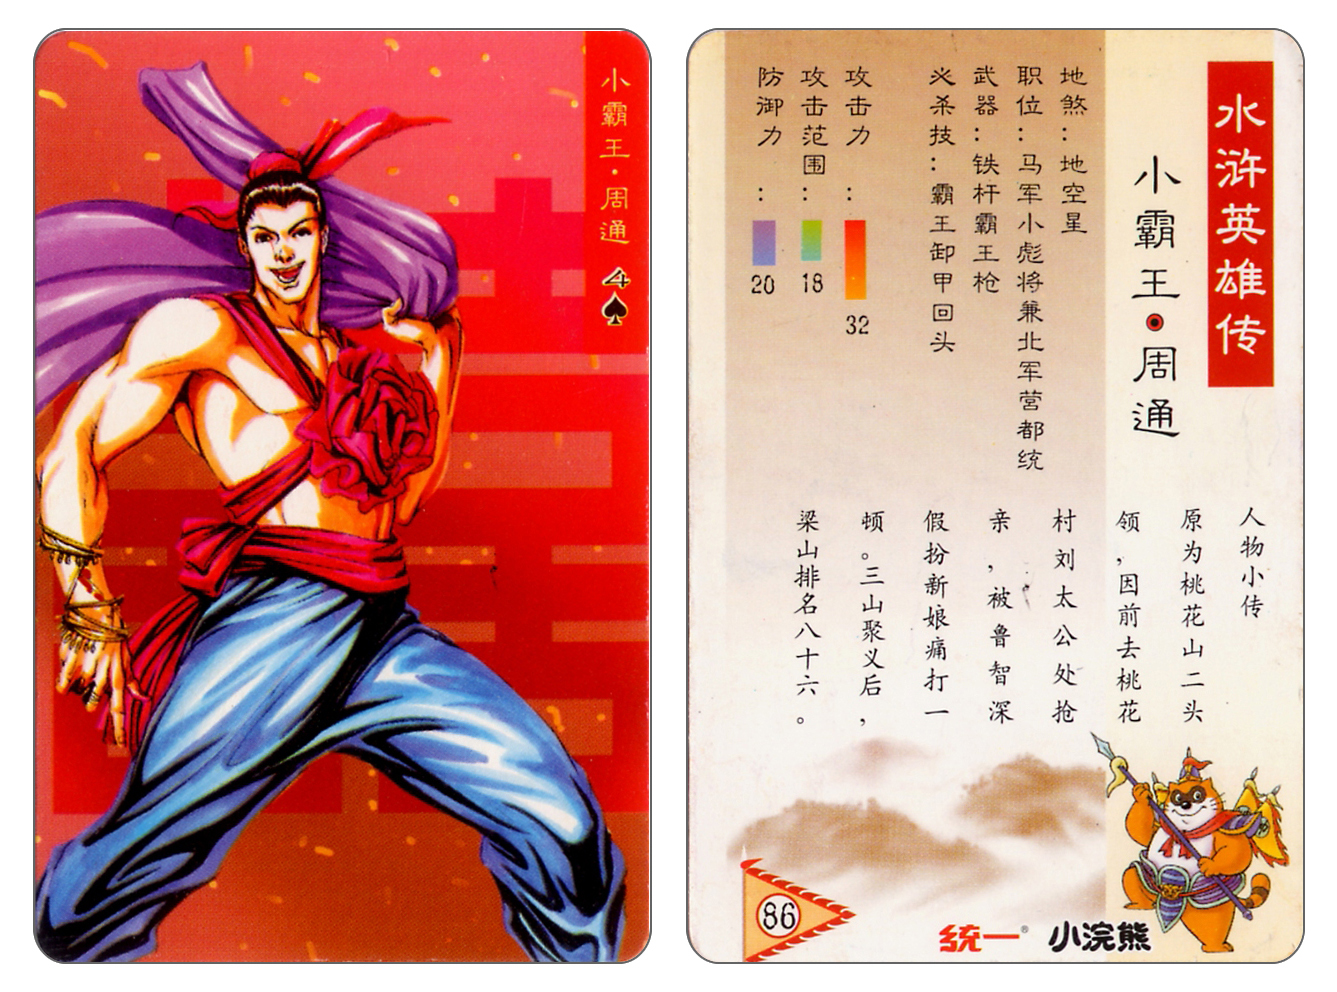 小霸王·周通
4♠
水浒英雄传
小霸王·周通
地煞：地空星
职位：马军小彪将兼北军营都统
武器：铁杆霸王枪
必杀技：霸王卸甲回头
攻击力：32
攻击范围：18
防御力：20
人物小传
原为桃花山二头
领，因前去桃花
村刘太公处抢
亲，被鲁智深
假扮新娘痛打一
顿。三山聚义后，
梁山排名八十六。
86
统一® 小浣熊